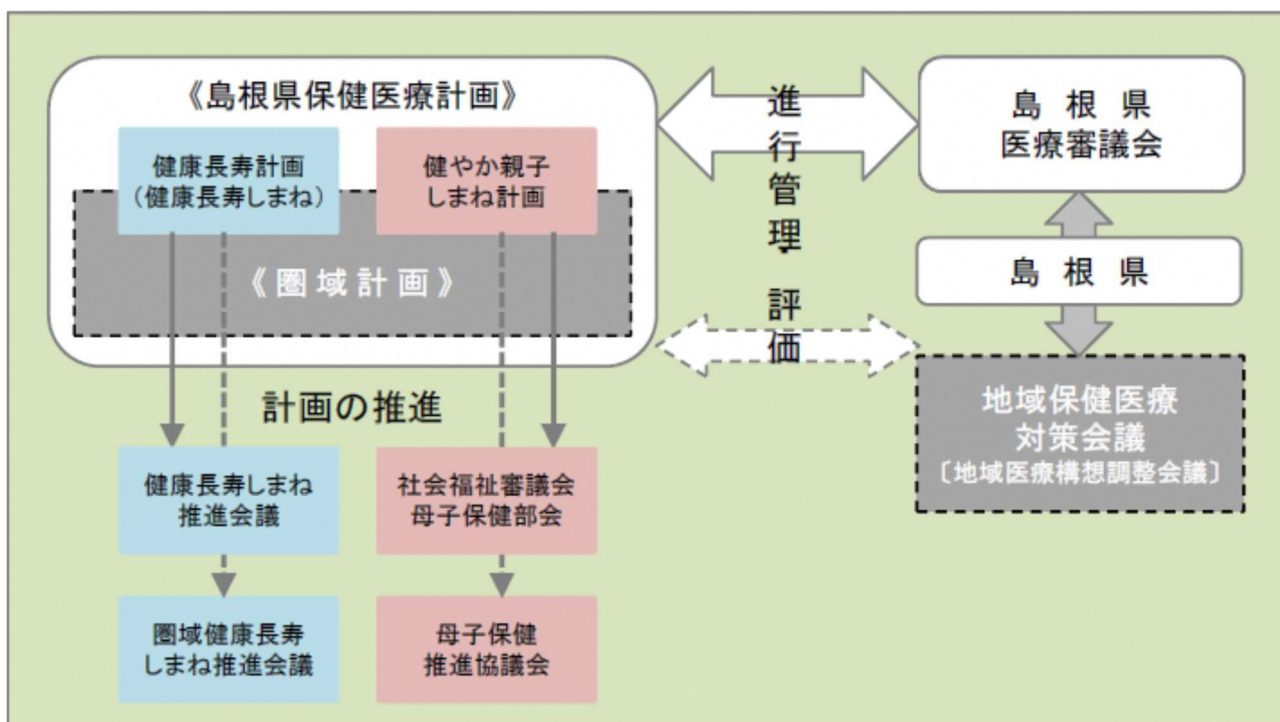 《島根県保健医療計画》
健康長寿計画
（健康長寿しまね）
健やか親子
しまね計画
《圏域計画》
計画の推進
健康長寿しまね
推進会議
社会福祉審議会
母子保健部会
圏域健康長寿
しまね推進会議
母子保健
推進協議会
進行管理・評価
島根県
医療審議会
島根県
地域保健医療
対策会議
〔地域医療構想調整会議〕